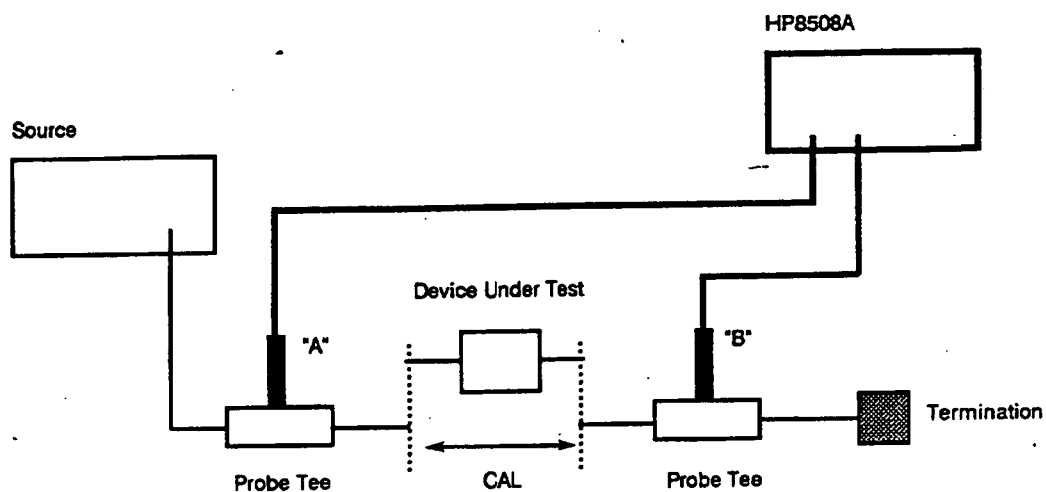 HP8508A
Source
Device Under Test
"A"
"B"
Termination
Probe Tee
CAL
Probe Tee